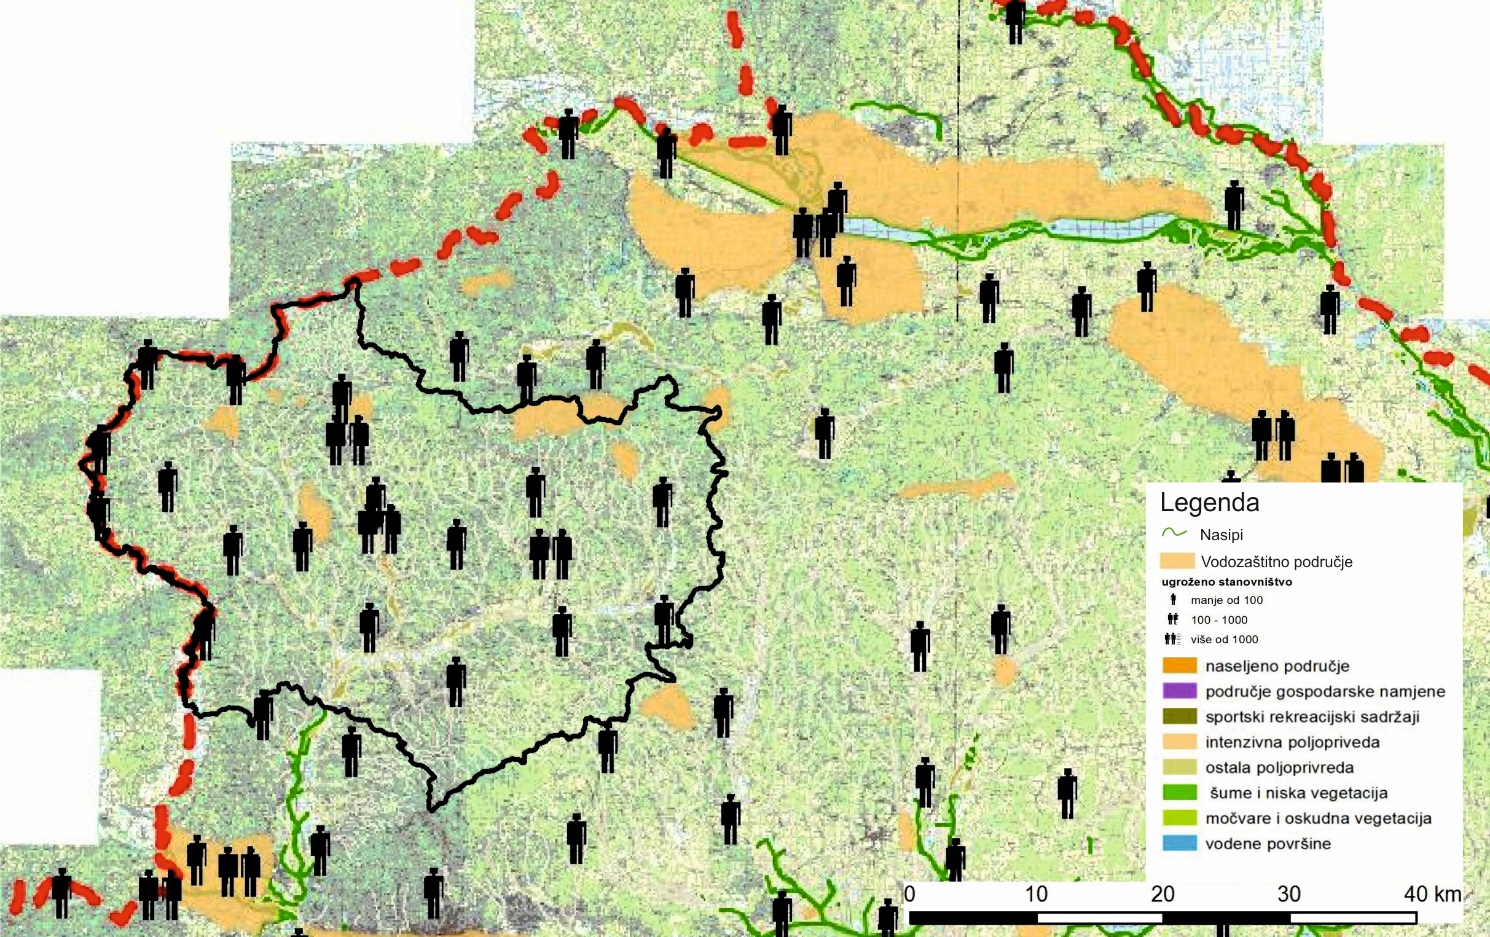 Legenda
Nasipi
Vodozaštitno područje
ugroženo stanovništvo
manje od 100
100 - 1000
više od 1000
naseljeno područje
područje gospodarske namjene
sportski rekreacijski sadržaji
intenzivna poljopriveda
ostala poljoprivreda
šume i niska vegetacija
močvare i oskudna vegetacija
vodene površine
0 10 20 30 40 km